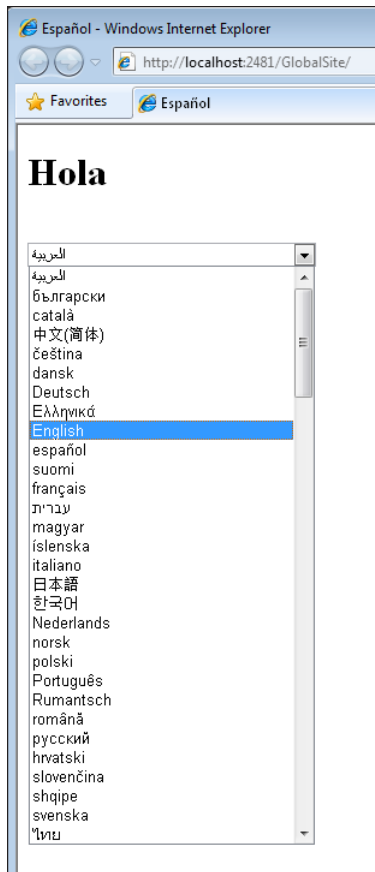 Español - Windows Internet Explorer
http://localhost:2481/GlobalSite/
Favorites
Español
Hola
العربية
العربية
български
català
中文(简体)
čeština
dansk
Deutsch
Ελληνικά
English
español
suomi
français
עברית
magyar
íslenska
italiano
日本語
한국어
Nederlands
norsk
polski
Português
Rumantsch
română
русский
hrvatski
slovenčina
shqipe
svenska
ไทย